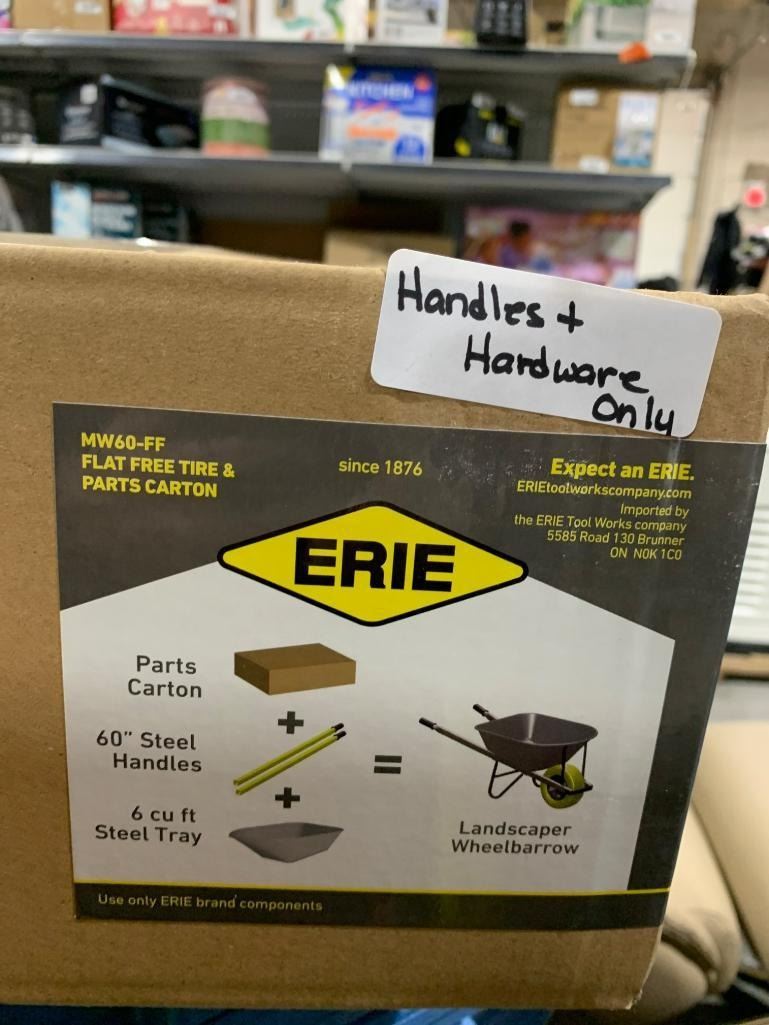 KITCHEN
Handles +
Hardware
Only
MW60-FF
FLAT FREE TIRE &
PARTS CARTON
since 1876
Expect an ERIE.
ERIEtoolworkscompany.com
Imported by
the ERIE Tool Works company
5585 Road 130 Brunner
ON N0K 1C0
ERIE
Parts
Carton
+
60" Steel
Handles
+
6 cu ft
Steel Tray
=
Landscaper
Wheelbarrow
Use only ERIE brand components